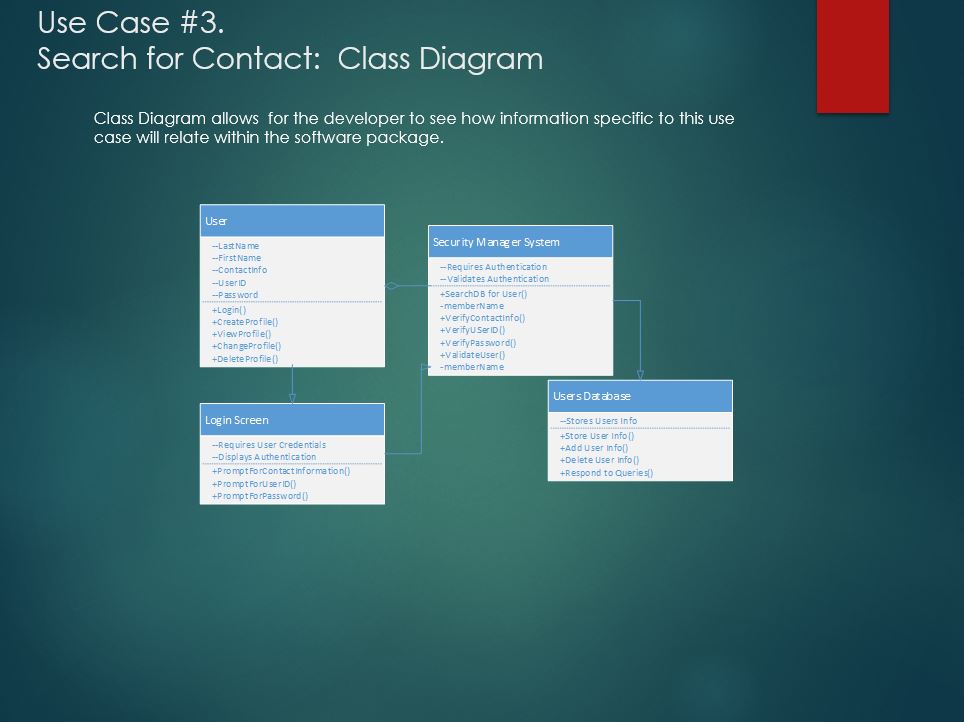 Use Case #3.
Search for Contact:  Class Diagram
Class Diagram allows  for the developer to see how information specific to this use
case will relate within the software package.
User
--LastName
--FirstName
--ContactInfo
--UserID
--Password
+Login()
+CreateProfile()
+ViewProfile()
+ChangeProfile()
+DeleteProfile()
Security Manager System
--Requires Authentication
--Validates Authentication
+SearchDB for User()
-memberName
+VerifyContactInfo()
+VerifyUSerID()
+VerifyPassword()
+ValidateUser()
-memberName
Users Database
--Stores Users Info
+Store User Info()
+Add User Info()
+Delete User Info()
+Respond to Queries()
Login Screen
--Requires User Credentials
--Displays Authentication
+PromptForContactInformation()
+PromptForUserID()
+PromptForPassword()